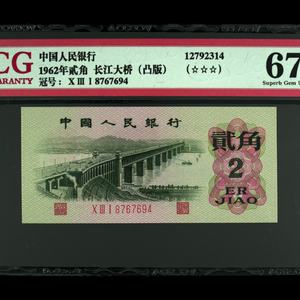 CG
WARRANTY
中国人民银行
1962年贰角 长江大桥（凸版）
冠号：X III I 8767694
12792314
（☆☆☆）
67
Superb Gem U
中国人民银行
贰角
2
ER
JIAO
X III I 8767694